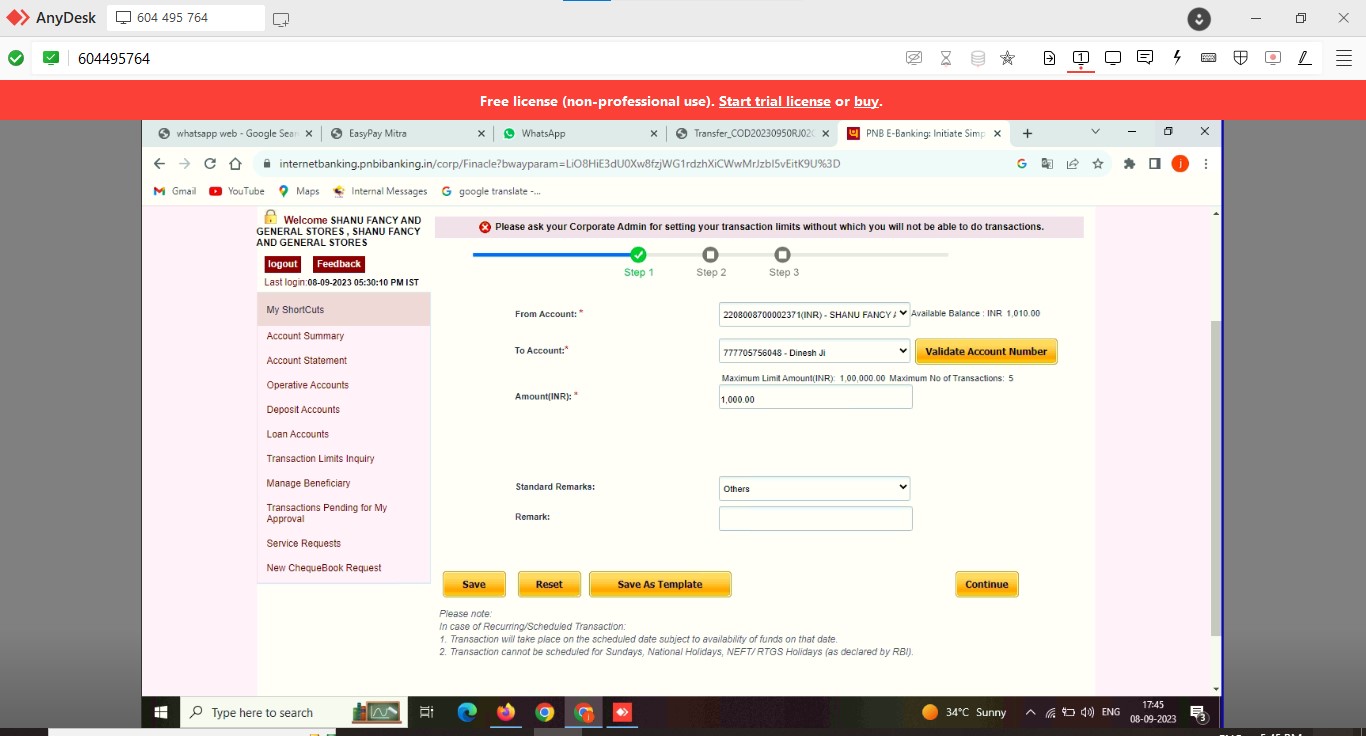 AnyDesk 604 495 764
604495764
Free license (non-professional use). Start trial license or buy.
whatsapp web - Google Sear EasyPay Mitra WhatsApp Transfer_COD20230950RJ02 PNB E-Banking: Initiate Simp
internetbanking.pnbibanking.in/corp/Finacle?bwayparam=LiO8HiE3dU0Xw8fzjWG1rdzhXiCWwMrJzbI5vEitK9U%3D
Gmail YouTube Maps Internal Messages google translate -...
Welcome SHANU FANCY AND
GENERAL STORES , SHANU FANCY
AND GENERAL STORES
logout Feedback
Last login:08-09-2023 05:30:10 PM IST
My ShortCuts
Account Summary
Account Statement
Operative Accounts
Deposit Accounts
Loan Accounts
Transaction Limits Inquiry
Manage Beneficiary
Transactions Pending for My
Approval
Service Requests
New ChequeBook Request
Please ask your Corporate Admin for setting your transaction limits without which you will not be able to do transactions.
Step 1 Step 2 Step 3
From Account: * 2208008700002371(INR) - SHANU FANCY Available Balance : INR 1,010.00
To Account:* 777705756048 - Dinesh Ji Validate Account Number
Maximum Limit Amount(INR): 1,00,000.00 Maximum No of Transactions: 5
Amount(INR): * 1,000.00
Standard Remarks: Others
Remark:
Save Reset Save As Template Continue
Please note:
In case of Recurring/Scheduled Transaction:
1. Transaction will take place on the scheduled date subject to availability of funds on that date.
2. Transaction cannot be scheduled for Sundays, National Holidays, NEFT/ RTGS Holidays (as declared by RBI).
Type here to search 34°C Sunny ENG 17:45
08-09-2023 3